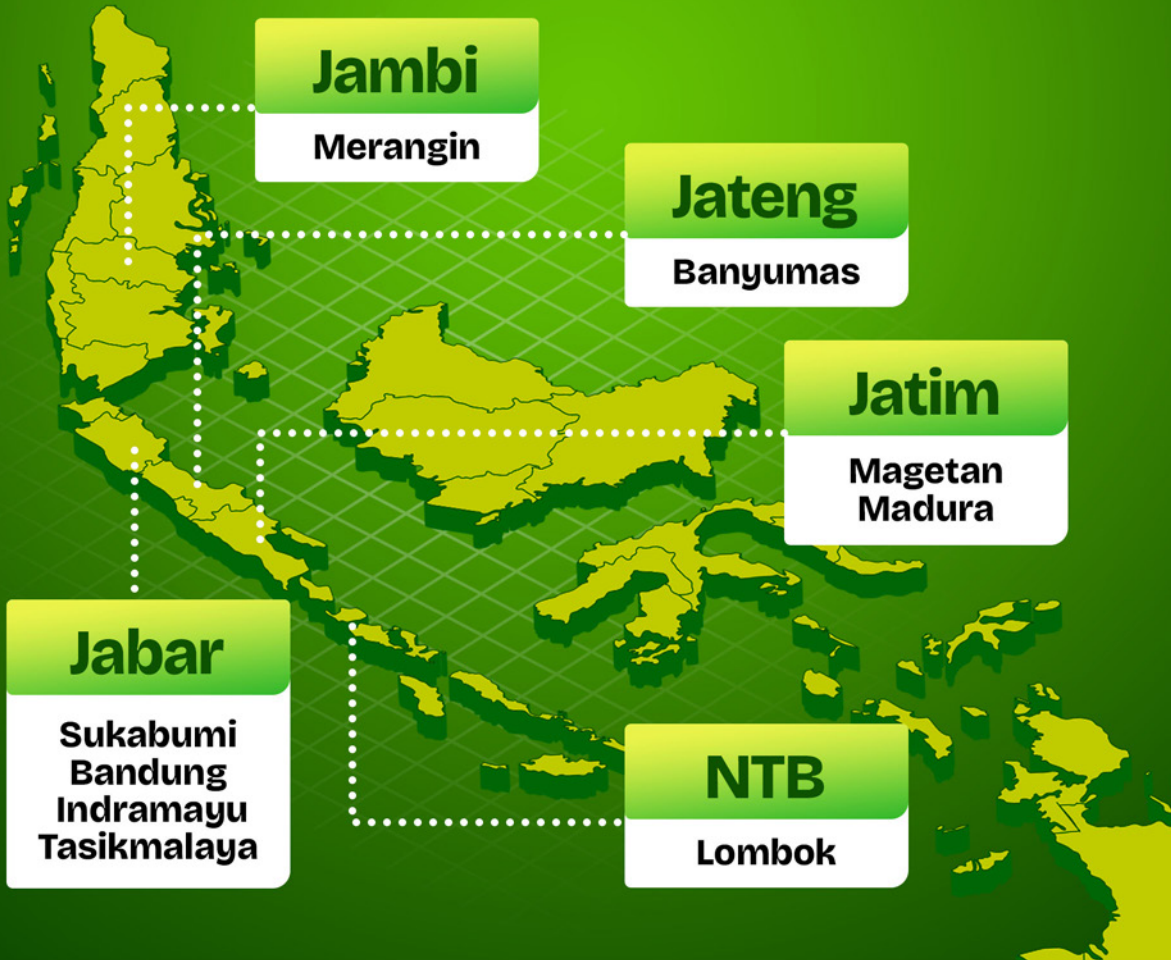 Jambi
Merangin
Jateng
Banyumas
Jatim
Magetan
Madura
Jabar
Sukabumi
Bandung
Indramayu
Tasikmalaya
NTB
Lombok